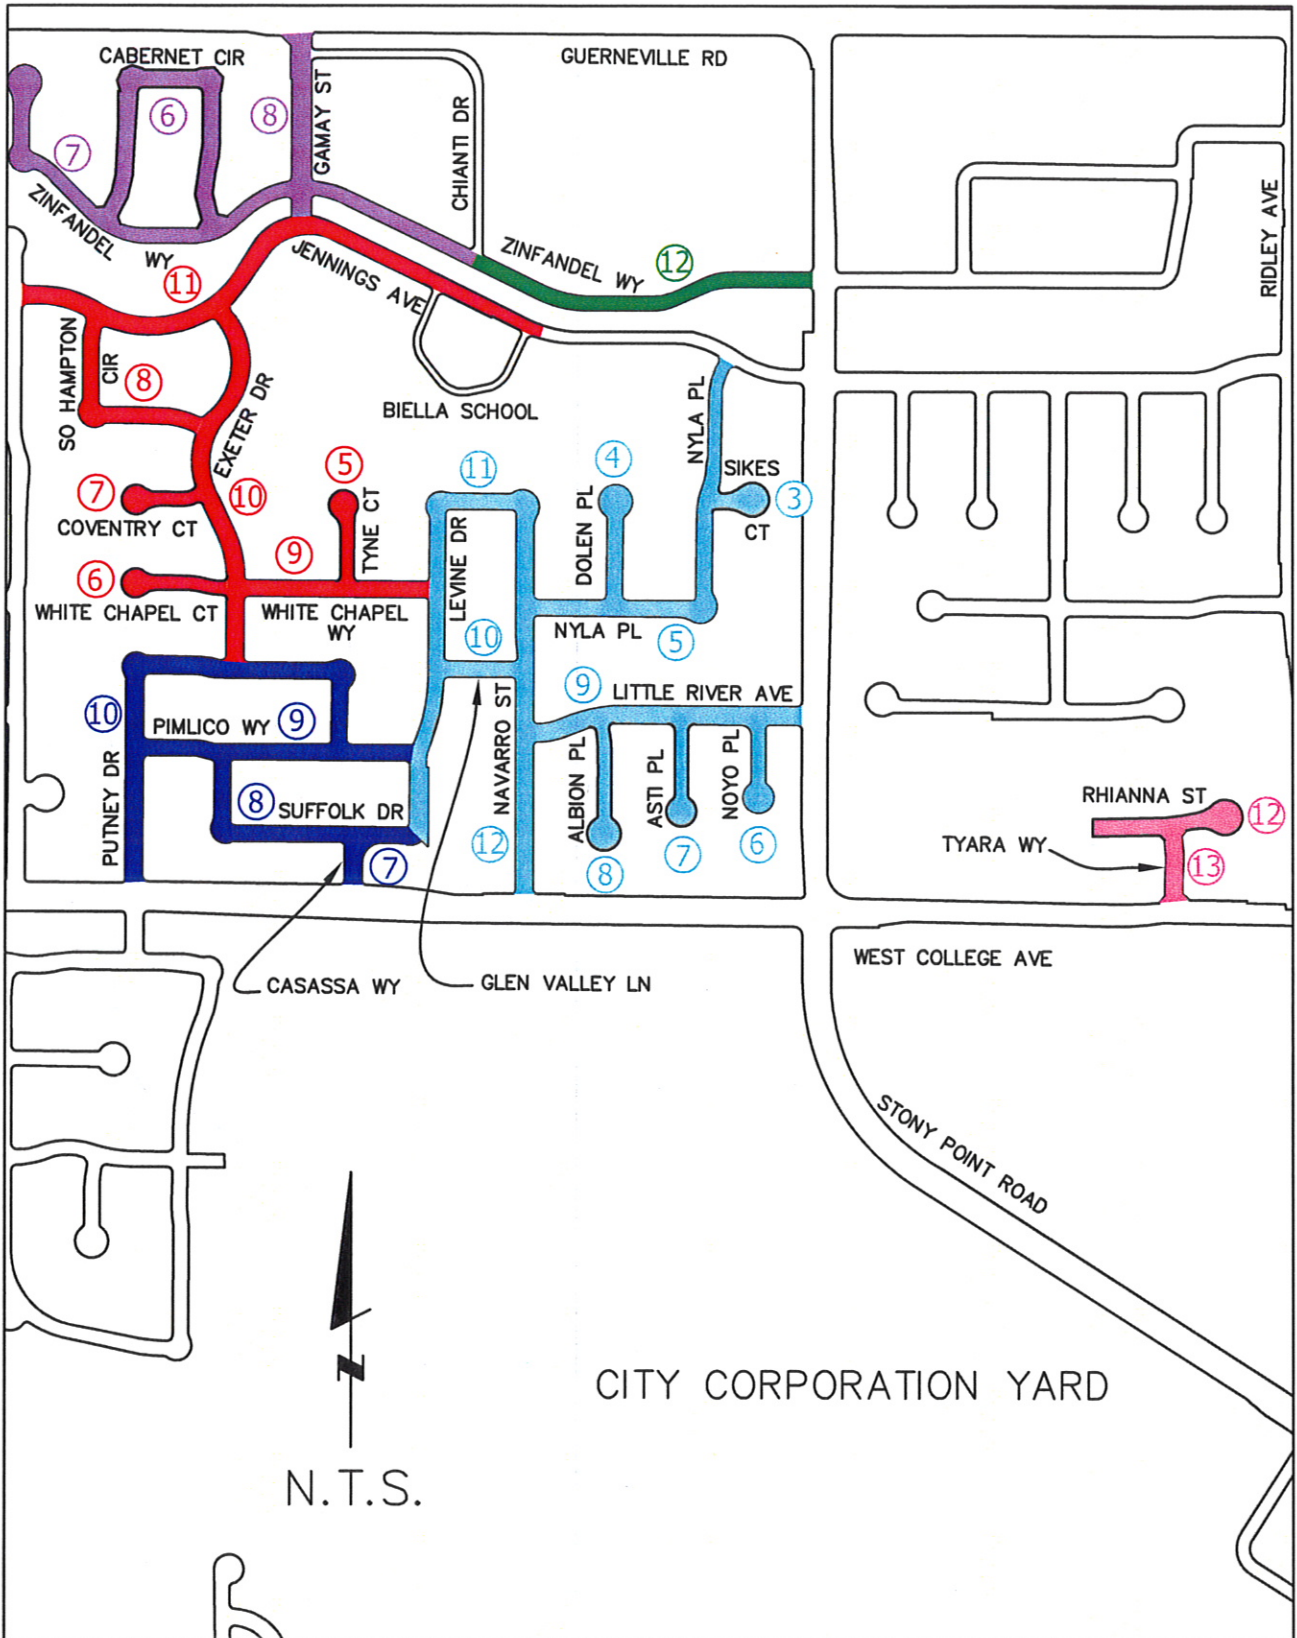 CABERNET CIR
GUERNEVILLE RD
6
8
GAMAY ST
CHIANTI DR
7
ZINFANDEL
WY
RIDLEY AVE
ZINFANDEL WY
12
11
JENNINGS AVE
SO HAMPTON
CIR
8
EXETER DR
BIELLA SCHOOL
NYLA PL
SIKES
CT
3
7
COVENTRY CT
10
5
TYNE CT
11
4
DOLEN PL
9
6
WHITE CHAPEL CT
WHITE CHAPEL
WY
LEVINE DR
10
NYLA PL
5
9
LITTLE RIVER AVE
10
PIMLICO WY
9
NAVARRO ST
PUTNEY DR
8
SUFFOLK DR
ALBION PL
ASTI PL
NOYO PL
7
12
8
7
6
RHIANNA ST
12
TYARA WY
13
CASASSA WY
GLEN VALLEY LN
WEST COLLEGE AVE
STONY POINT ROAD
N
CITY CORPORATION YARD
N.T.S.